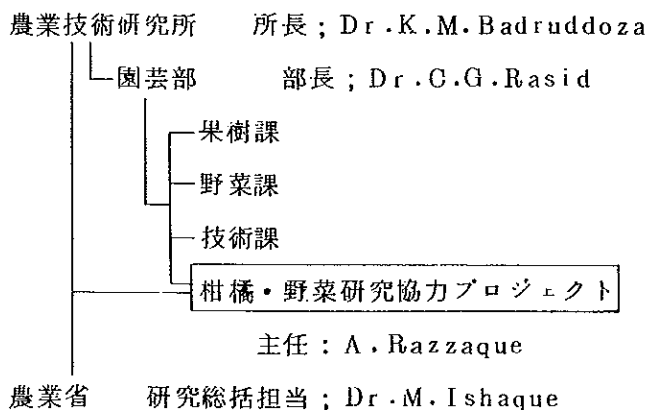 農業技術研究所 所長；Dr.K.M.Badruddoza
園芸部 部長；Dr.C.G.Rasid
果樹課
野菜課
技術課
柑橘・野菜研究協力プロジェクト
主任：A.Razzaque
農業省 研究総括担当；Dr.M.Ishaque